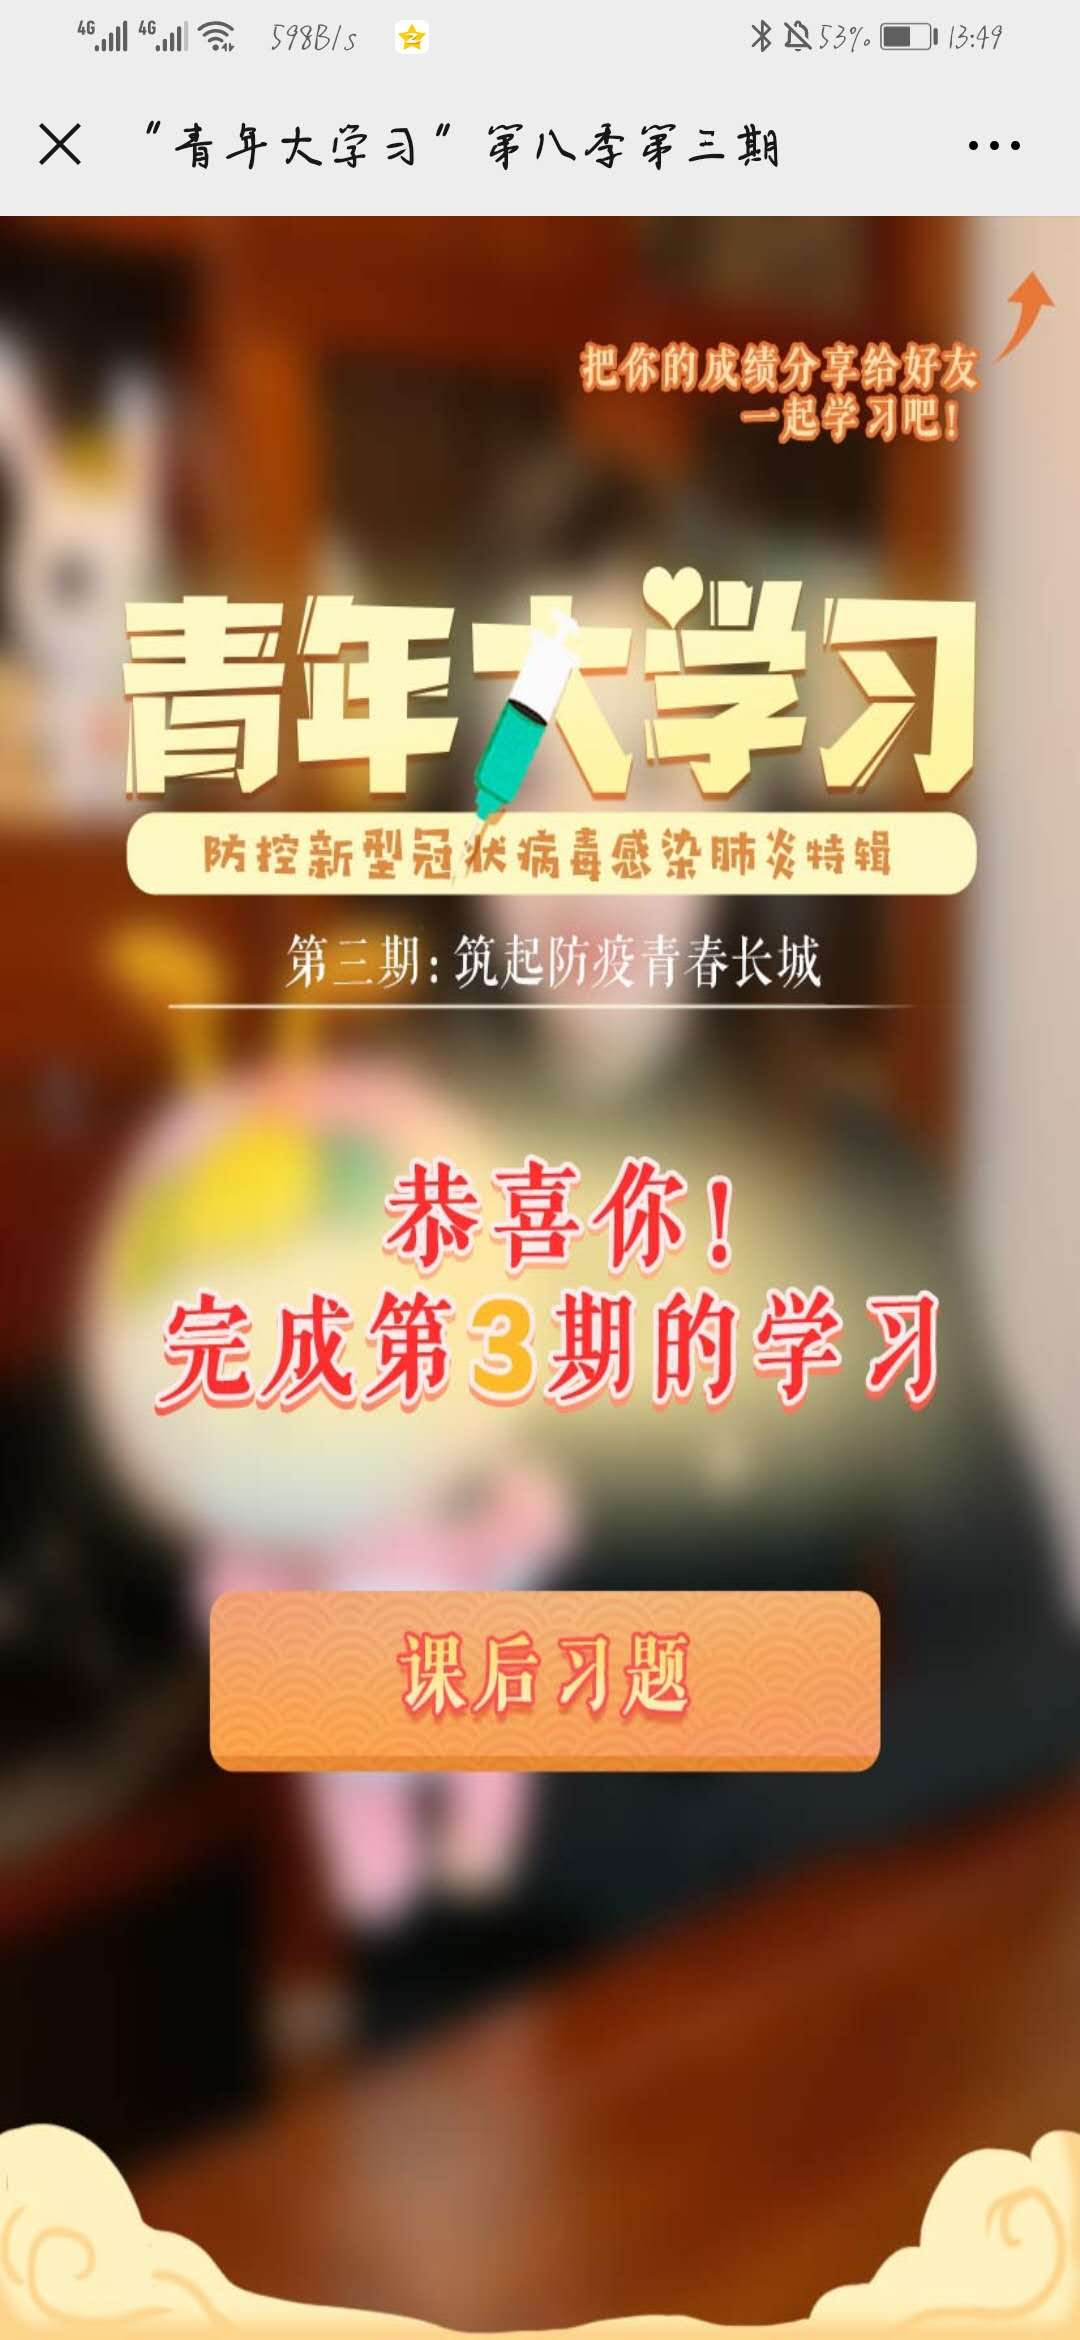 4G 4G 598B/s 53% 13:49
“青年大学习”第八季第三期
把你的成绩分享给好友
一起学习吧！
青年大学习
防控新型冠状病毒感染肺炎特辑
第三期：筑起防疫青春长城
恭喜你！
完成第3期的学习
课后习题